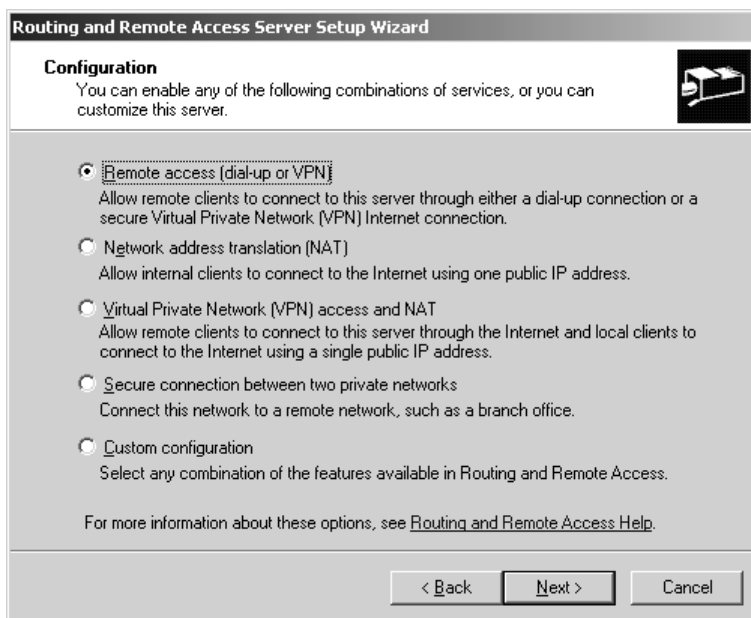 Routing and Remote Access Server Setup Wizard
Configuration
You can enable any of the following combinations of services, or you can
customize this server.
Remote access (dial-up or VPN)
Allow remote clients to connect to this server through either a dial-up connection or a
secure Virtual Private Network (VPN) Internet connection.
Network address translation (NAT)
Allow internal clients to connect to the Internet using one public IP address.
Virtual Private Network (VPN) access and NAT
Allow remote clients to connect to this server through the Internet and local clients to
connect to the Internet using a single public IP address.
Secure connection between two private networks
Connect this network to a remote network, such as a branch office.
Custom configuration
Select any combination of the features available in Routing and Remote Access.
For more information about these options, see Routing and Remote Access Help.
< Back Next > Cancel